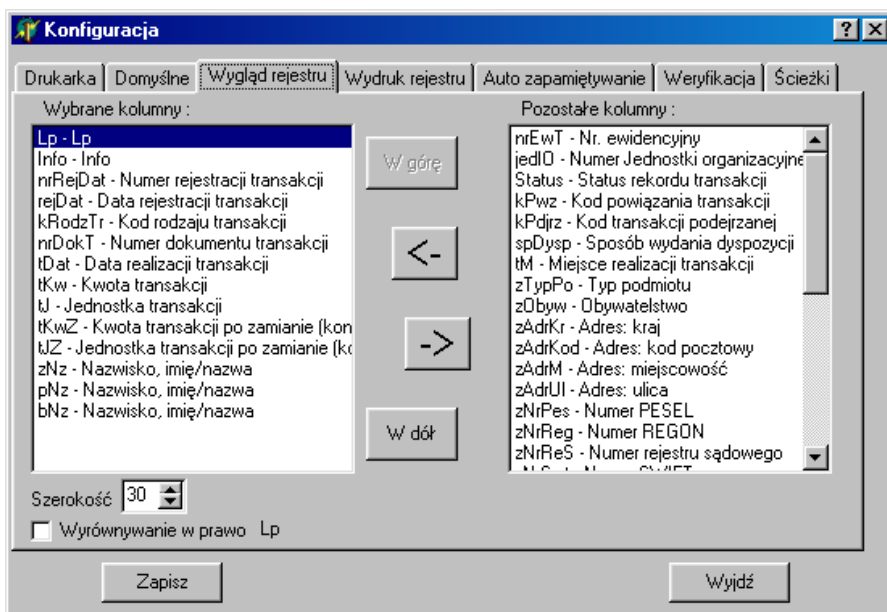 Konfiguracja
Drukarka
Domyślne
Wygląd rejestru
Wydruk rejestru
Auto zapamiętywanie
Weryfikacja
Ścieżki
Wybrane kolumny :
Lp - Lp
Info - Info
nrRejDat - Numer rejestracji transakcji
rejDat - Data rejestracji transakcji
kRodzTr - Kod rodzaju transakcji
nrDokT - Numer dokumentu transakcji
tDat - Data realizacji transakcji
tKw - Kwota transakcji
tJ - Jednostka transakcji
tKwZ - Kwota transakcji po zamianie (kon
tJZ - Jednostka transakcji po zamianie (ko
zNz - Nazwisko, imię/nazwa
pNz - Nazwisko, imię/nazwa
bNz - Nazwisko, imię/nazwa
W górę
<-
->
W dół
Pozostałe kolumny :
nrEwT - Nr. ewidencyjny
jedIO - Numer Jednostki organizacyjne
Status - Status rekordu transakcji
kPwz - Kod powiązania transakcji
kPdjrz - Kod transakcji podejrzanej
spDysp - Sposób wydania dyspozycji
tM - Miejsce realizacji transakcji
zTypPo - Typ podmiotu
zObyw - Obywatelstwo
zAdrKr - Adres: kraj
zAdrKod - Adres: kod pocztowy
zAdrM - Adres: miejscowość
zAdrUl - Adres: ulica
zNrPes - Numer PESEL
zNrReg - Numer REGON
zNrReS - Numer rejestru sądowego
Szerokość 30
Wyrównywanie w prawo Lp
Zapisz
Wyjdź